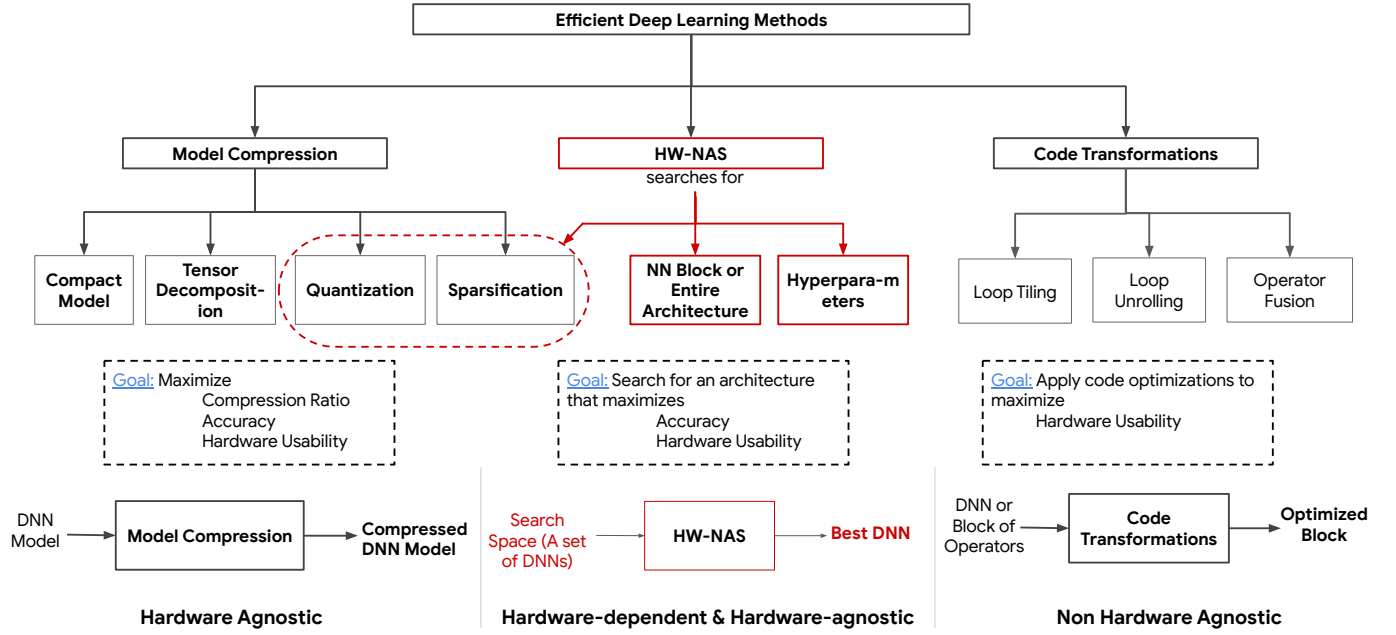 Efficient Deep Learning Methods
Model Compression
HW-NAS
searches for
Code Transformations
Compact
Model
Tensor
Decomposit-
ion
Quantization
Sparsification
NN Block or
Entire
Architecture
Hyperpara-m
eters
Loop Tiling
Loop
Unrolling
Operator
Fusion
Goal: Maximize
Compression Ratio
Accuracy
Hardware Usability
Goal: Search for an architecture
that maximizes
Accuracy
Hardware Usability
Goal: Apply code optimizations to
maximize
Hardware Usability
DNN
Model
Model Compression
Compressed
DNN Model
Search
Space (A set
of DNNs)
HW-NAS
Best DNN
DNN or
Block of
Operators
Code
Transformations
Optimized
Block
Hardware Agnostic
Hardware-dependent & Hardware-agnostic
Non Hardware Agnostic